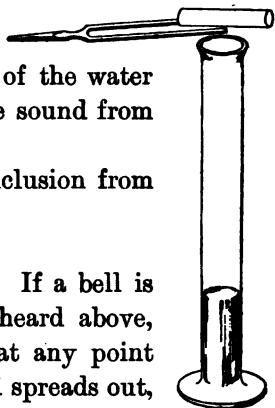 of the water
e sound from
clusion from
If a bell is
heard above,
at any point
spreads out,